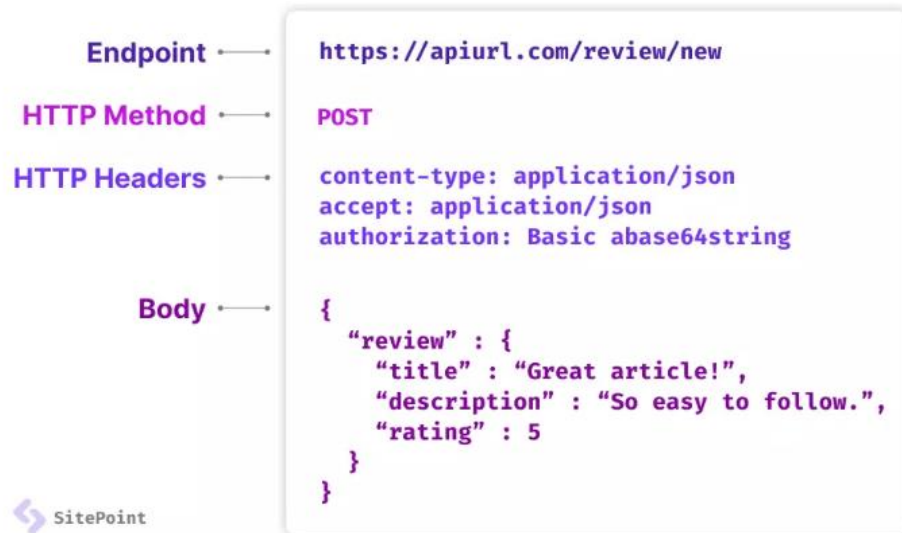 Endpoint https://apiurl.com/review/new
HTTP Method POST
HTTP Headers content-type: application/json
accept: application/json
authorization: Basic abase64string
Body {
“review” : {
“title” : “Great article!”,
“description” : “So easy to follow.”,
“rating” : 5
}
}
SitePoint